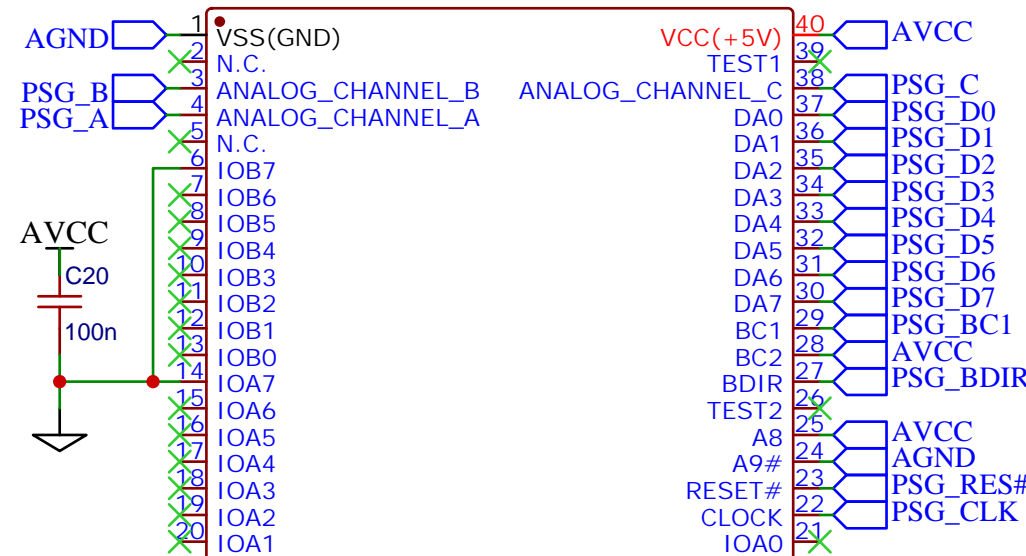 AGND 1 VSS(GND) VCC(+5V) 40 AVCC
2 N.C. TEST1 39
PSG_B 3 ANALOG_CHANNEL_B ANALOG_CHANNEL_C 38 PSG_C
PSG_A 4 ANALOG_CHANNEL_A DA0 37 PSG_D0
5 N.C. DA1 36 PSG_D1
6 IOB7 DA2 35 PSG_D2
7 IOB6 DA3 34 PSG_D3
8 IOB5 DA4 33 PSG_D4
AVCC 9 IOB4 DA5 32 PSG_D5
C20 10 IOB3 DA6 31 PSG_D6
11 IOB2 DA7 30 PSG_D7
100n 12 IOB1 BC1 29 PSG_BC1
13 IOB0 BC2 28 AVCC
14 IOA7 BDIR 27 PSG_BDIR
15 IOA6 TEST2 26
16 IOA5 A8 25 AVCC
17 IOA4 A9# 24 AGND
18 IOA3 RESET# 23 PSG_RES#
19 IOA2 CLOCK 22 PSG_CLK
20 IOA1 IOA0 21